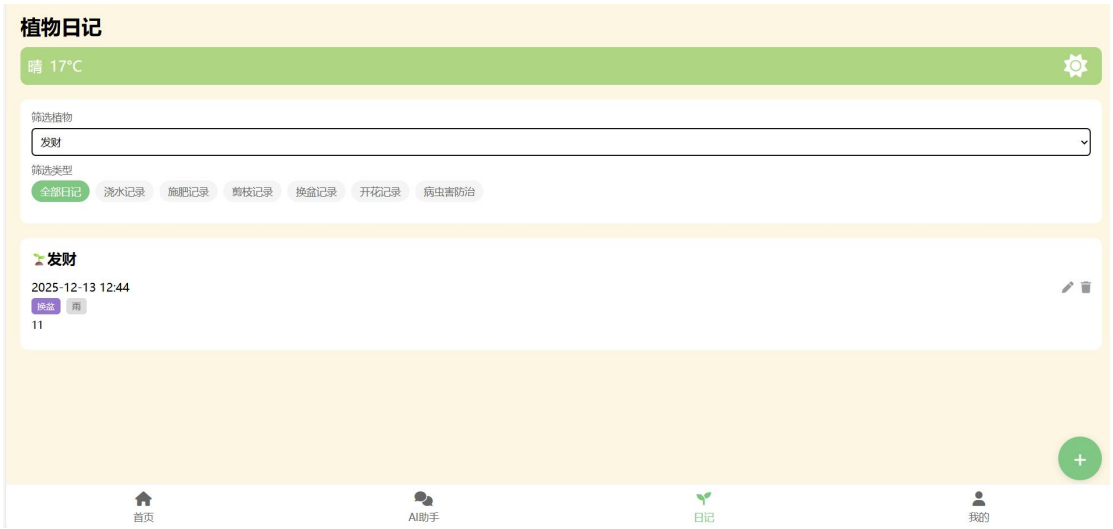 植物日记
晴 17°C
筛选植物
发财
筛选类型
全部日记 浇水记录 施肥记录 剪枝记录 换盆记录 开花记录 病虫害防治
发财
2025-12-13 12:44
换盆 雨
11
+
首页 AI助手 日记 我的